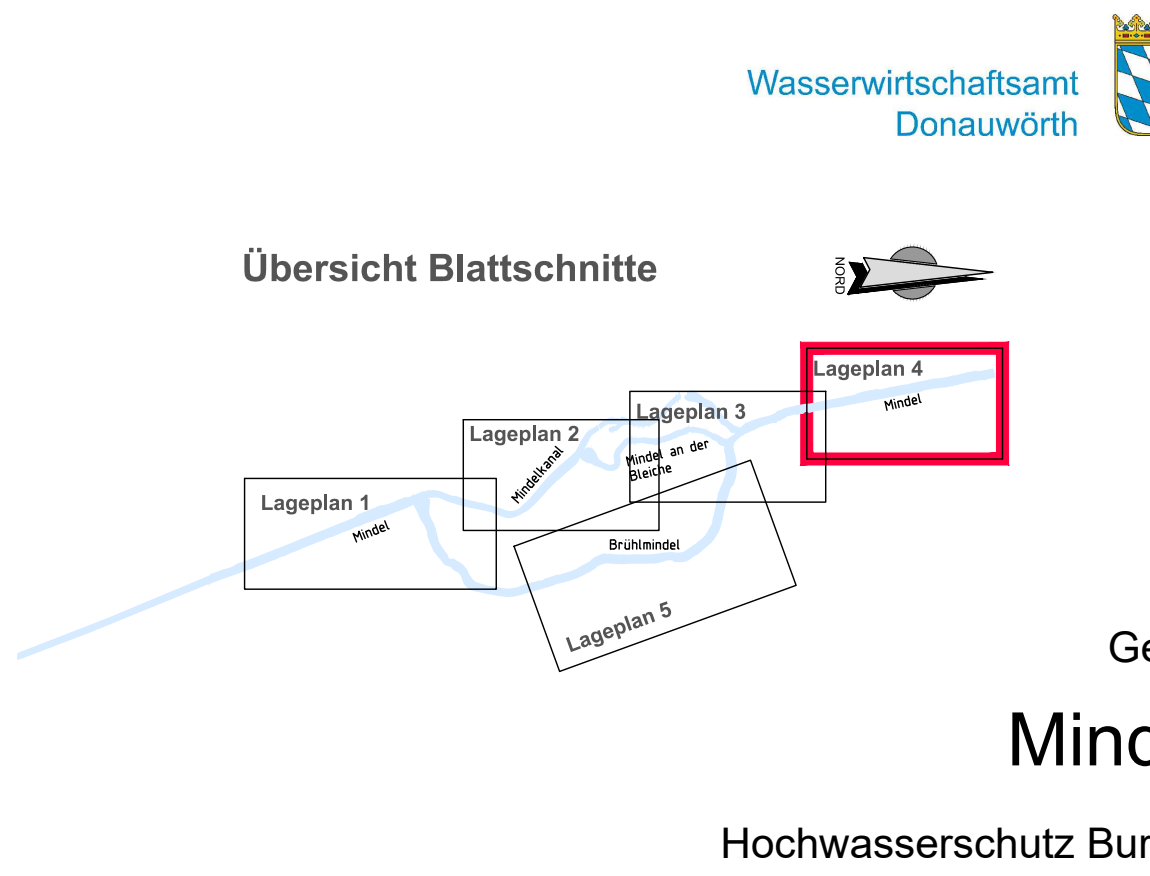 Wasserwirtschaftsamt
Donauwörth
Übersicht Blattschnitte
NORD
Lageplan 4
Mindel
Lageplan 3
Mindel an der
Bleiche
Lageplan 2
Mindelkanal
Lageplan 1
Mindel
Brühlmindel
Lageplan 5
Ge
Mind
Hochwasserschutz Bur